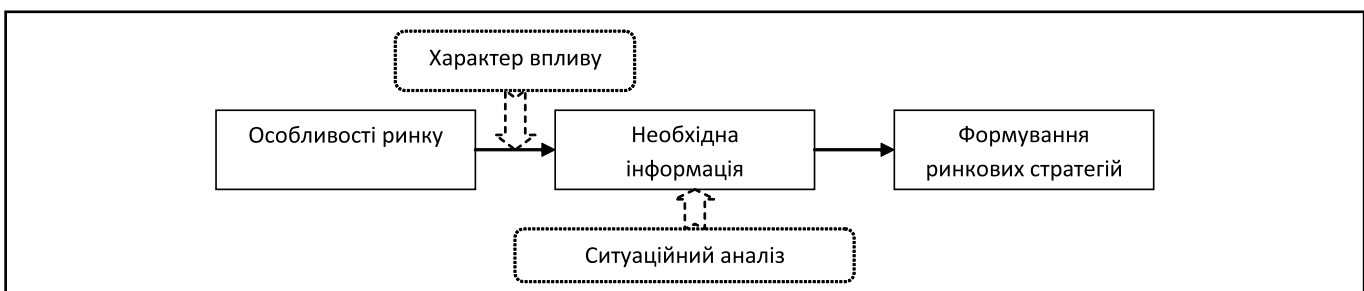 Характер впливу
Особливості ринку
Необхідна
інформація
Формування
ринкових стратегій
Ситуаційний аналіз